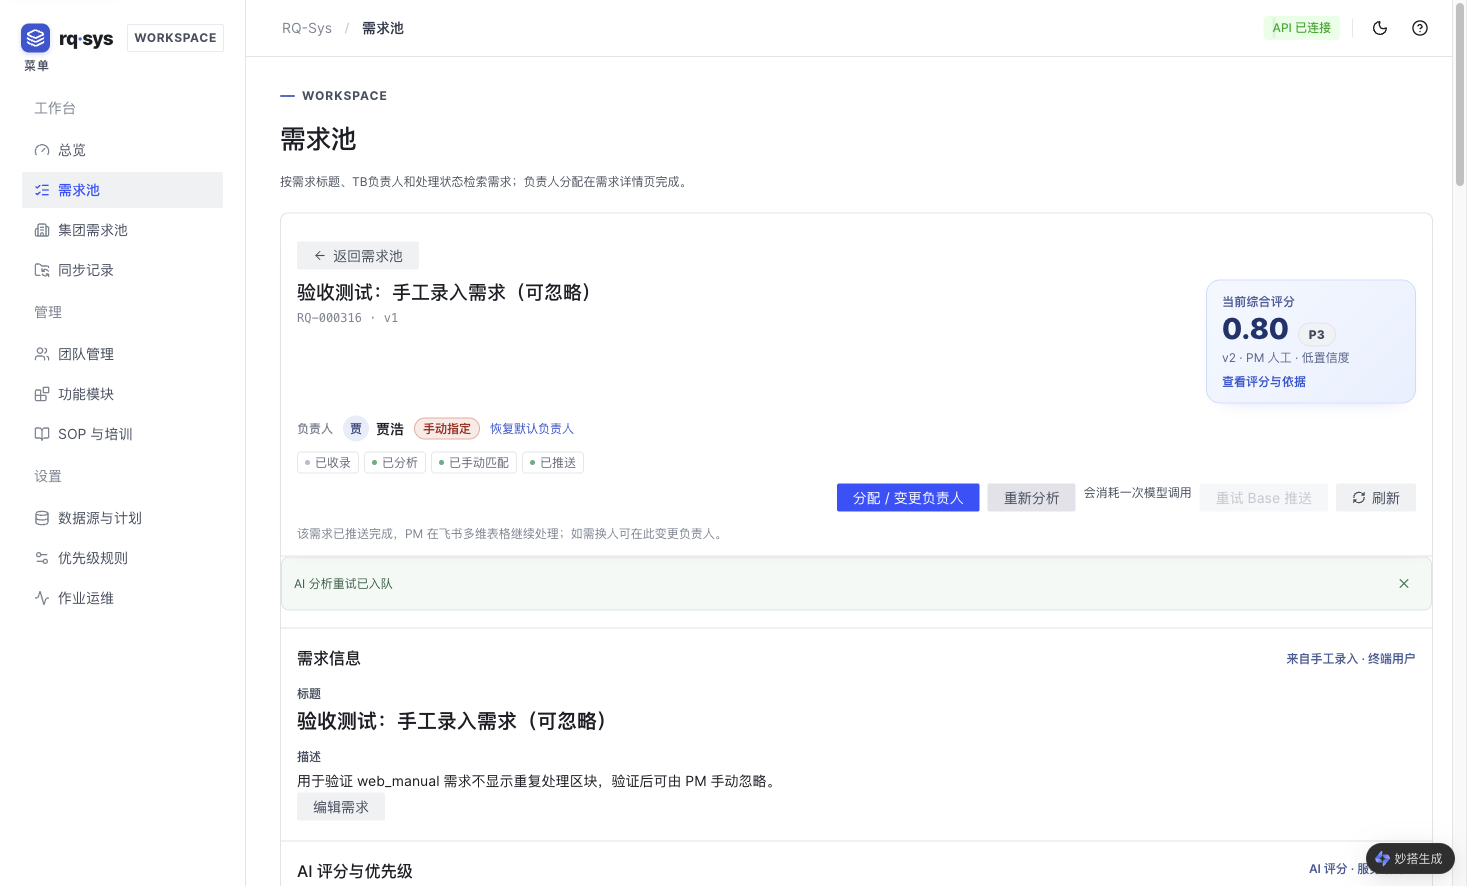 rq·sys WORKSPACE
菜单
工作台
总览
需求池
集团需求池
同步记录
管理
团队管理
功能模块
SOP 与培训
设置
数据源与计划
优先级规则
作业运维
RQ-Sys / 需求池
API 已连接
WORKSPACE
需求池
按需求标题、TB负责人和处理状态检索需求；负责人分配在需求详情页完成。
← 返回需求池
验收测试：手工录入需求（可忽略）
RQ-000316 · v1
当前综合评分
0.80 P3
v2 · PM 人工 · 低置信度
查看评分与依据
负责人 贾 贾浩 手动指定 恢复默认负责人
已收录 已分析 已手动匹配 已推送
分配 / 变更负责人 重新分析 会消耗一次模型调用 重试 Base 推送 刷新
该需求已推送完成，PM 在飞书多维表格继续处理；如需换人可在此变更负责人。
AI 分析重试已入队
需求信息
来自手工录入 · 终端用户
标题
验收测试：手工录入需求（可忽略）
描述
用于验证 web_manual 需求不显示重复处理区块，验证后可由 PM 手动忽略。
编辑需求
AI 评分与优先级
AI 评分 ·
妙搭生成